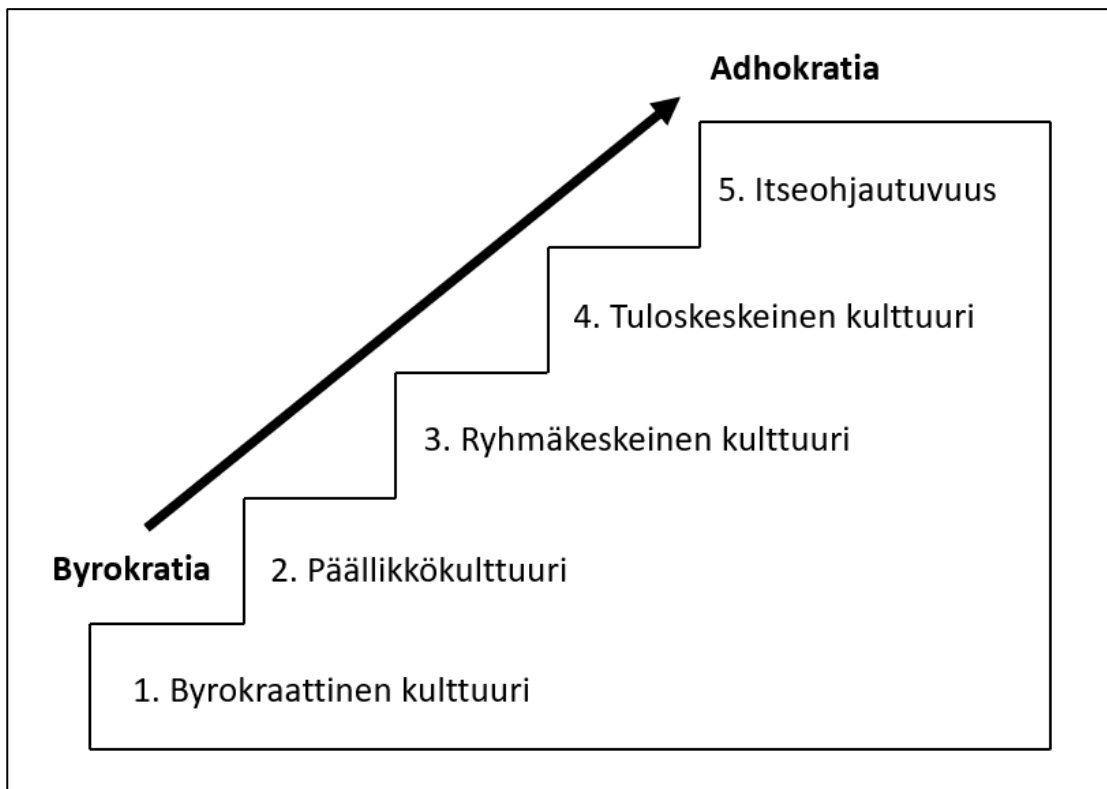 Adhokratia
5. Itseohjautuvuus
4. Tuloskeskeinen kulttuuri
3. Ryhmäkeskeinen kulttuuri
Byrokratia
2. Päällikkökulttuuri
1. Byrokraattinen kulttuuri